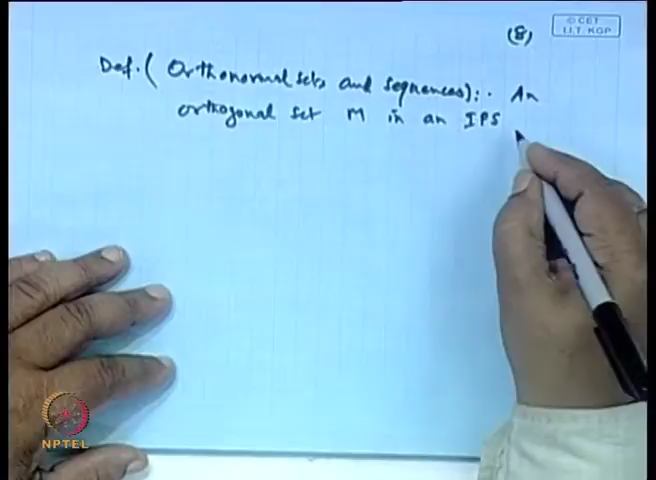 (8)
© CET
I.I.T. KGP
Def. ( Orthonormal sets and sequences) : . An
orthogonal set M in an IPS
NPTEL